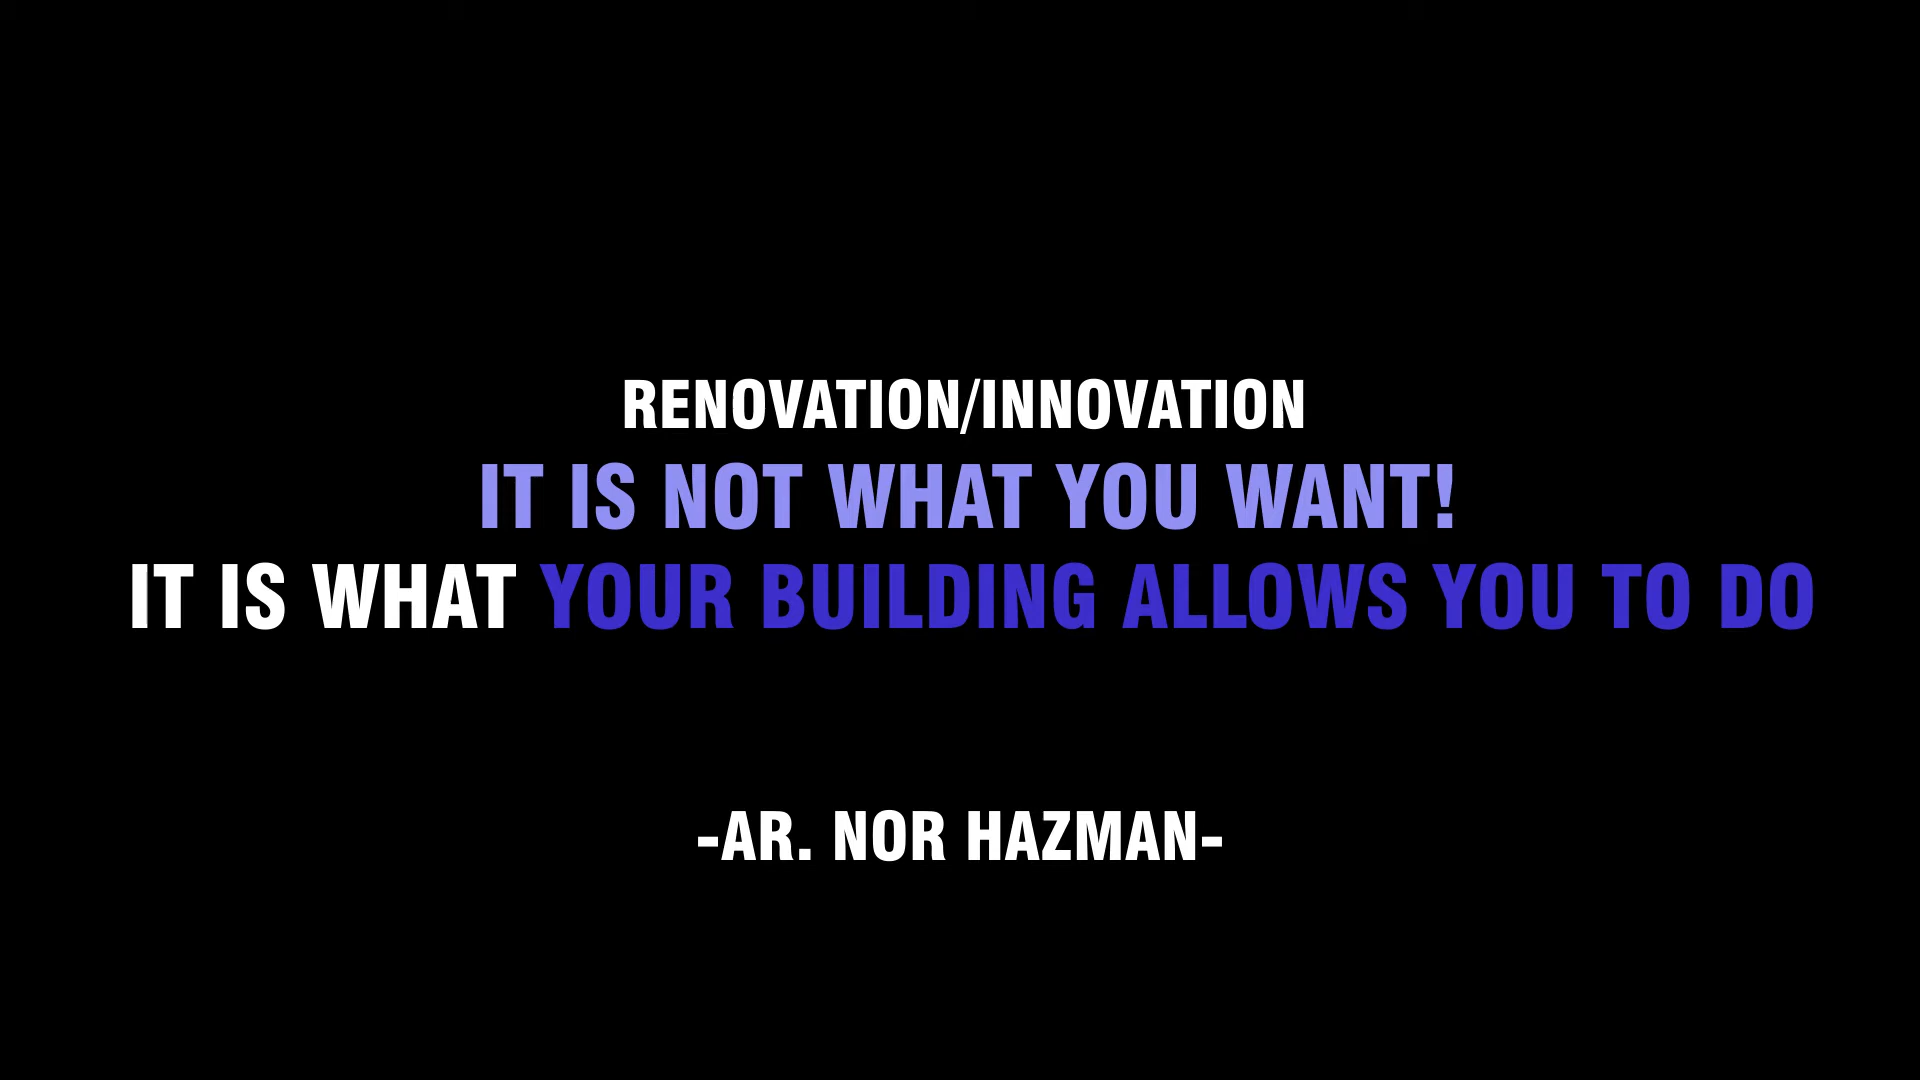 RENOVATION/INNOVATION
IT IS NOT WHAT YOU WANT!
IT IS WHAT YOUR BUILDING ALLOWS YOU TO DO
-AR. NOR HAZMAN-